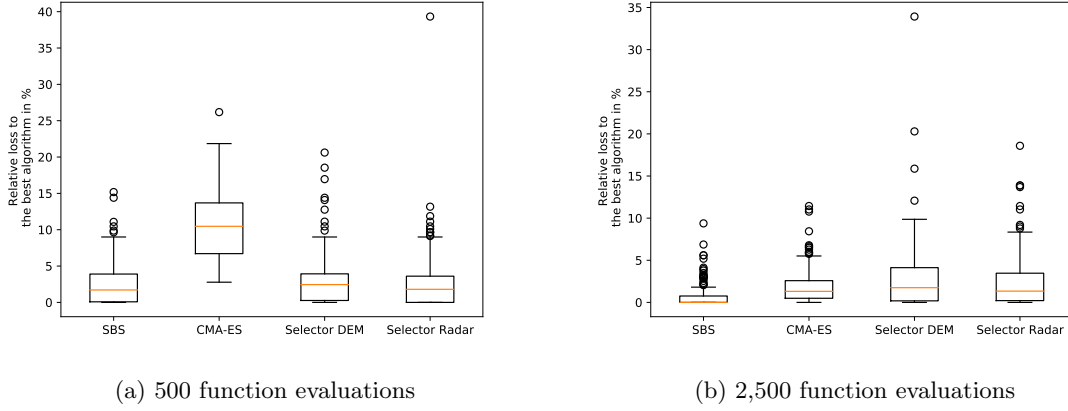 40
35
30
25
20
15
10
5
0
Relative loss to
the best algorithm in %
SBS CMA-ES Selector DEM Selector Radar
(a) 500 function evaluations
35
30
25
20
15
10
5
0
Relative loss to
the best algorithm in %
SBS CMA-ES Selector DEM Selector Radar
(b) 2,500 function evaluations